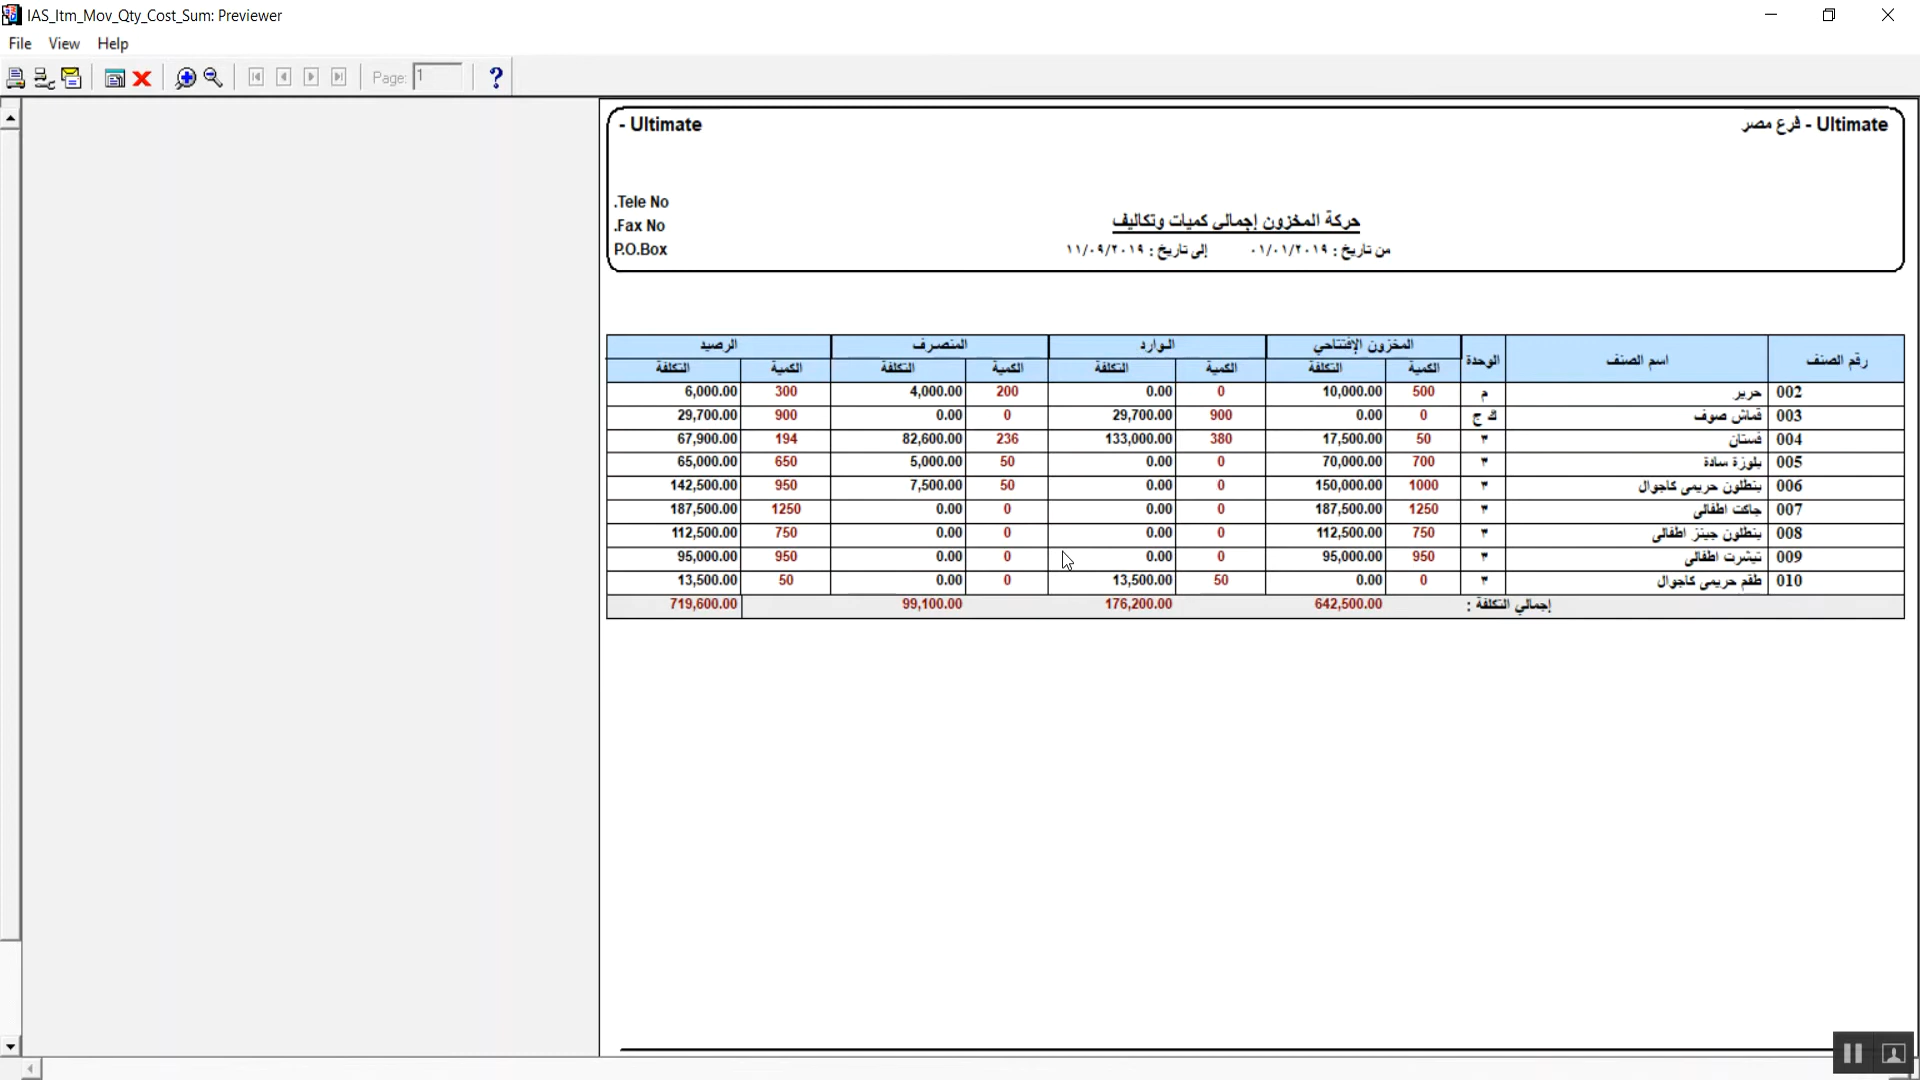 IAS_Itm_Mov_Qty_Cost_Sum: Previewer
File View Help
Page: 1
Ultimate - فرع مصر
- Ultimate
.Tele No
.Fax No
P.O.Box
حركة المخزون إجمالي كميات وتكاليف
من تاريخ : ٠١/٠١/٢٠١٩ إلى تاريخ : ١١/٠٩/٢٠١٩
رقم الصنف اسم الصنف الوحدة المخزون الإفتتاحي الوارد المنصرف الرصيد
الكمية التكلفة الكمية التكلفة الكمية التكلفة الكمية التكلفة
002 حرير م 500 10,000.00 0 0.00 200 4,000.00 300 6,000.00
003 قماش صوف ك ج 0 0.00 900 29,700.00 0 0.00 900 29,700.00
004 فستان ٣ 50 17,500.00 380 133,000.00 236 82,600.00 194 67,900.00
005 بلوزة سادة ٣ 700 70,000.00 0 0.00 50 5,000.00 650 65,000.00
006 بنطلون حريمى كاجوال ٣ 1000 150,000.00 0 0.00 50 7,500.00 950 142,500.00
007 جاكت اطفالى ٣ 1250 187,500.00 0 0.00 0 0.00 1250 187,500.00
008 بنطلون جينز اطفالى ٣ 750 112,500.00 0 0.00 0 0.00 750 112,500.00
009 تيشرت اطفالى ٣ 950 95,000.00 0 0.00 0 0.00 950 95,000.00
010 طقم حريمى كاجوال ٣ 0 0.00 50 13,500.00 0 0.00 50 13,500.00
إجمالي التكلفة : 642,500.00 176,200.00 99,100.00 719,600.00